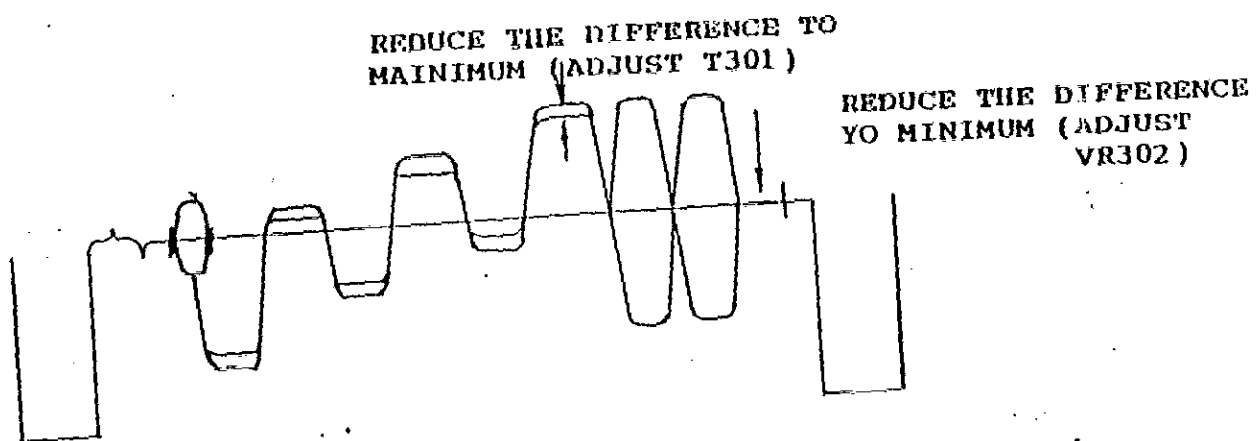 REDUCE THE DIFFERENCE TO
MAINIMUM (ADJUST T301)
REDUCE THE DIFFERENCE
YO MINIMUM (ADJUST
VR302)